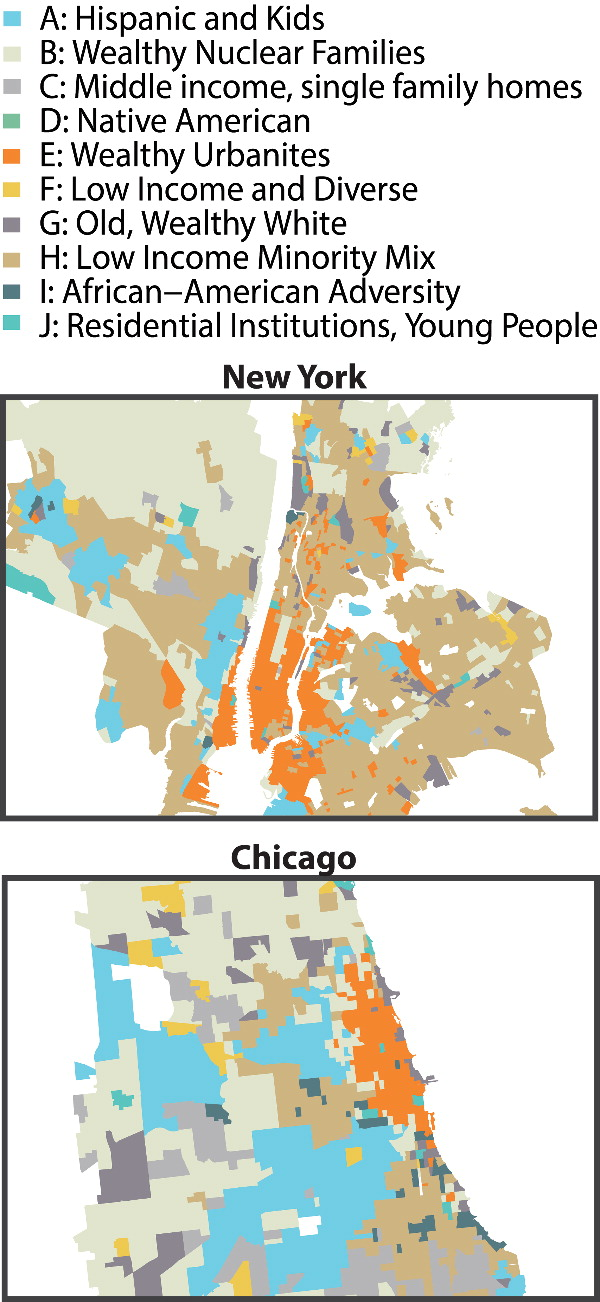 A: Hispanic and Kids
B: Wealthy Nuclear Families
C: Middle income, single family homes
D: Native American
E: Wealthy Urbanites
F: Low Income and Diverse
G: Old, Wealthy White
H: Low Income Minority Mix
I: African−American Adversity
J: Residential Institutions, Young People
New York
Chicago